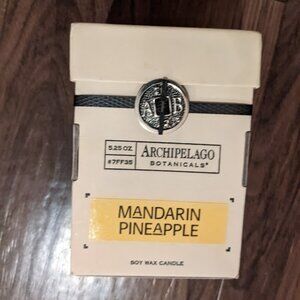 A B
5.25 OZ.
#7FF35
ARCHIPELAGO
BOTANICALS®
MANDARIN
PINEAPPLE
SOY WAX CANDLE